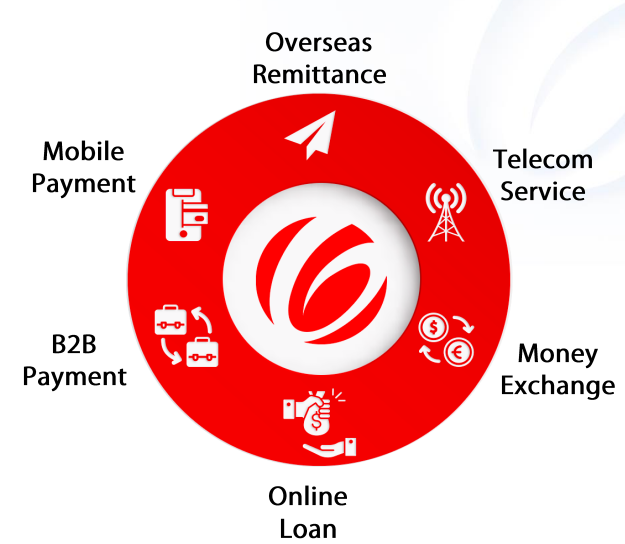 Overseas
Remittance
Mobile
Payment
Telecom
Service
B2B
Payment
Money
Exchange
$
€
$
Online
Loan